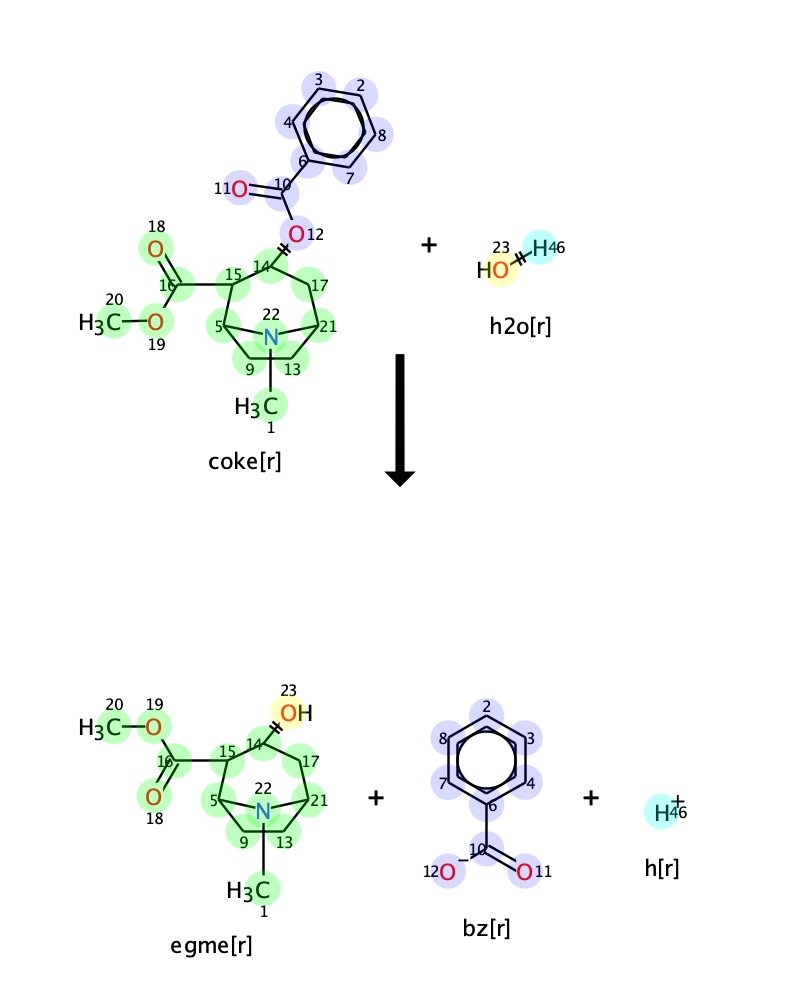 3
2
4
8
6
7
10
11 O
O 12
18
O
+
23
H46
HO
14
15
16
17
h2o[r]
20
H3C
O
19
22
5
N
21
9
13
H3C
1
coke[r]
23
OH
20
19
H3C
O
14
15
16
17
O
18
22
5
N
21
9
13
H3C
1
egme[r]
+
2
8
3
7
4
6
10
12 O −
O 11
bz[r]
+
H + 46
h[r]